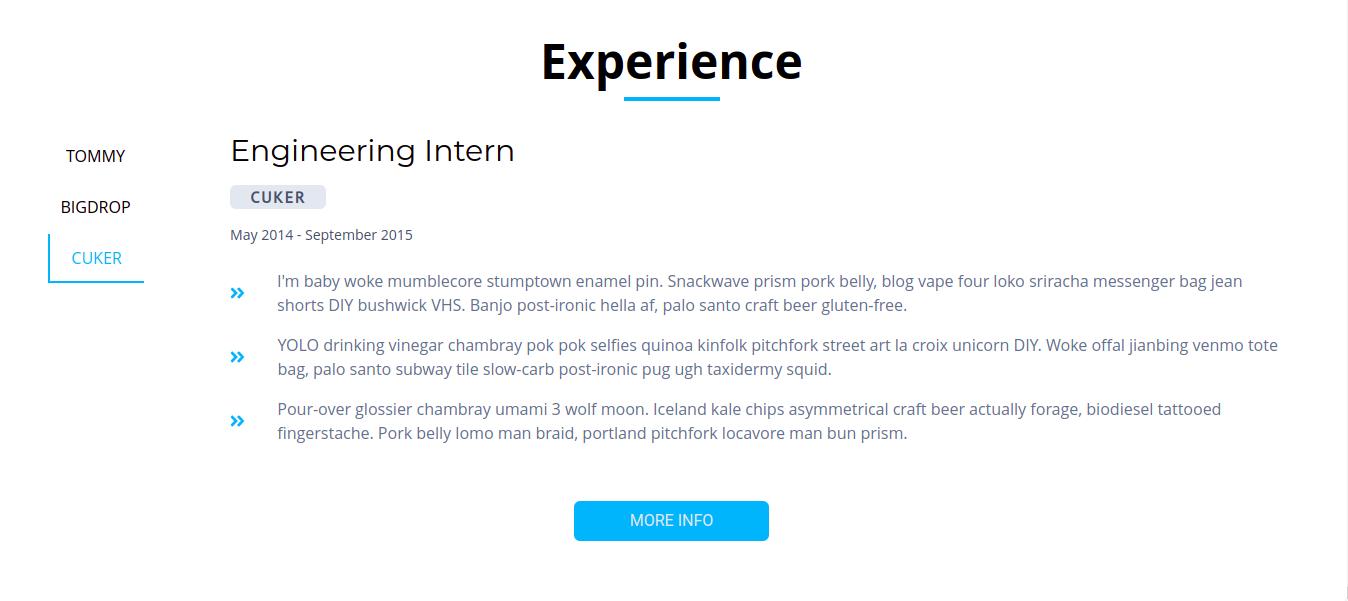 Experience
TOMMY
BIGDROP
CUKER
Engineering Intern
CUKER
May 2014 - September 2015
I'm baby woke mumblecore stumptown enamel pin. Snackwave prism pork belly, blog vape four loko sriracha messenger bag jean
shorts DIY bushwick VHS. Banjo post-ironic hella af, palo santo craft beer gluten-free.
YOLO drinking vinegar chambray pok pok selfies quinoa kinfolk pitchfork street art la croix unicorn DIY. Woke offal jianbing venmo tote
bag, palo santo subway tile slow-carb post-ironic pug ugh taxidermy squid.
Pour-over glossier chambray umami 3 wolf moon. Iceland kale chips asymmetrical craft beer actually forage, biodiesel tattooed
fingerstache. Pork belly lomo man braid, portland pitchfork locavore man bun prism.
MORE INFO